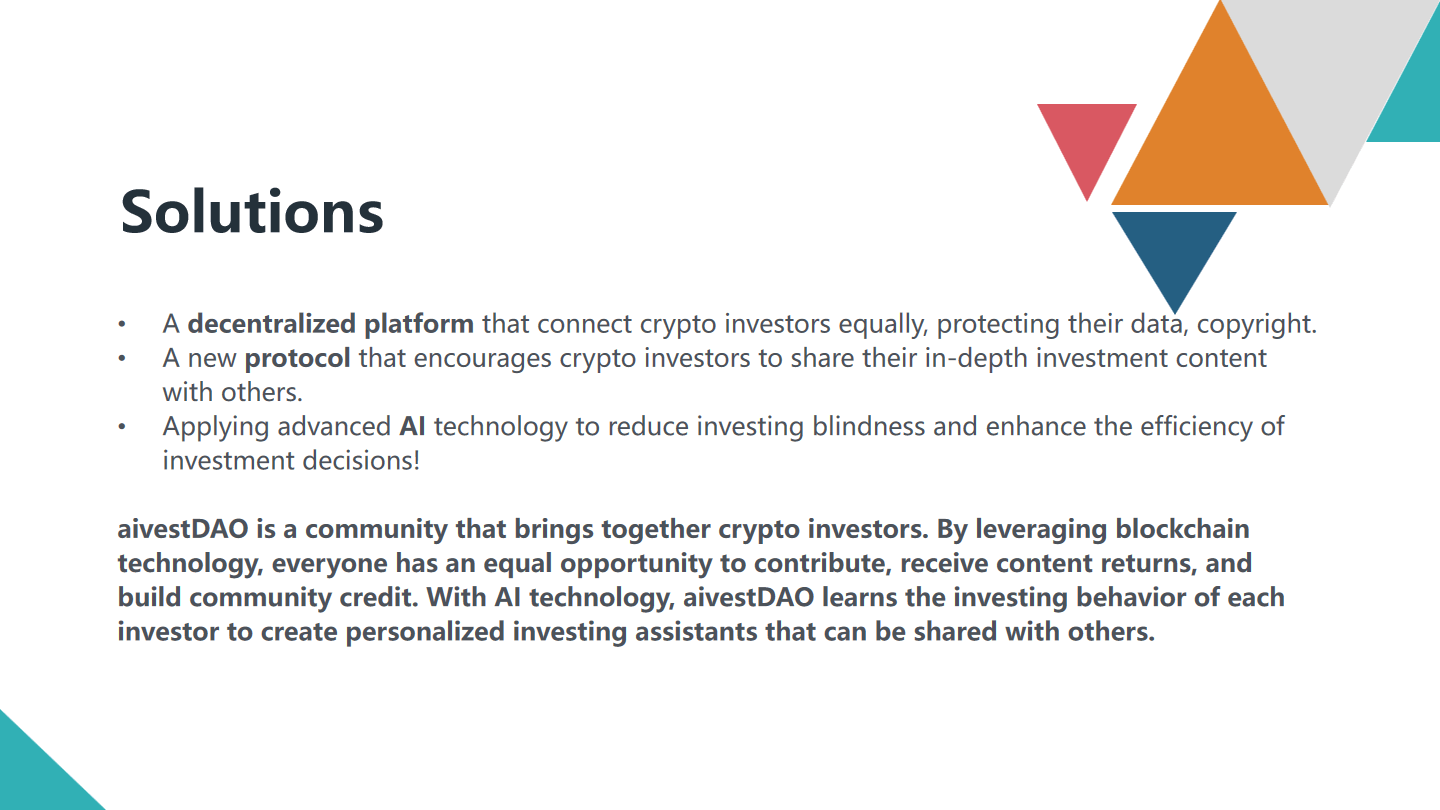 Solutions
• A decentralized platform that connect crypto investors equally, protecting their data, copyright.
• A new protocol that encourages crypto investors to share their in-depth investment content
with others.
• Applying advanced AI technology to reduce investing blindness and enhance the efficiency of
investment decisions!
aivestDAO is a community that brings together crypto investors. By leveraging blockchain
technology, everyone has an equal opportunity to contribute, receive content returns, and
build community credit. With AI technology, aivestDAO learns the investing behavior of each
investor to create personalized investing assistants that can be shared with others.